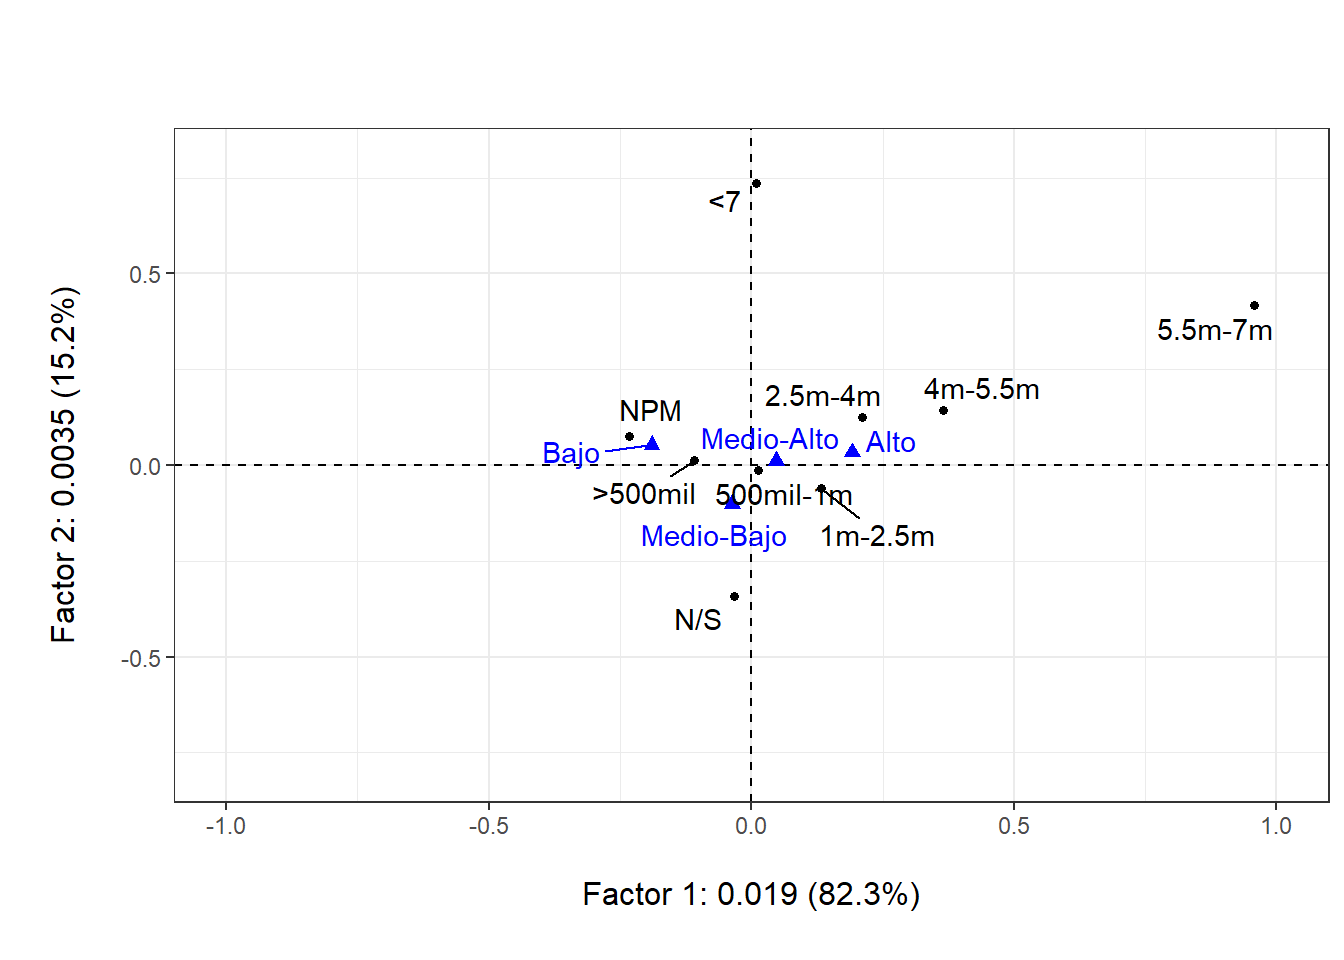 <7
0.5
5.5m-7m
4m-5.5m
2.5m-4m
NPM
Medio-Alto
Alto
Bajo
0.0
>500mil
500mil-1m
Medio-Bajo
1m-2.5m
N/S
-0.5
-1.0
-0.5
0.0
0.5
1.0
Factor 1: 0.019 (82.3%)
Factor 2: 0.0035 (15.2%)